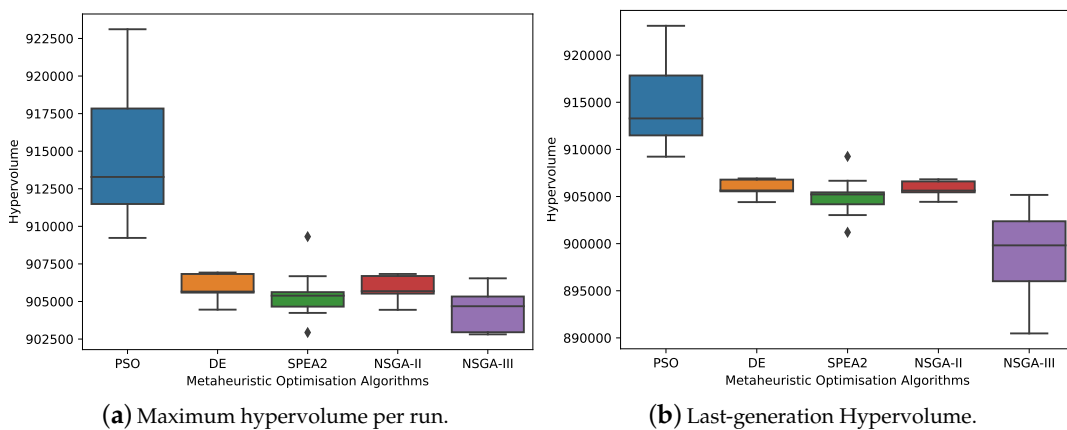 922500
920000
917500
915000
912500
910000
907500
905000
902500
Hypervolume
PSO DE SPEA2 NSGA-II NSGA-III
Metaheuristic Optimisation Algorithms
(a) Maximum hypervolume per run.
920000
915000
910000
905000
900000
895000
890000
Hypervolume
PSO DE SPEA2 NSGA-II NSGA-III
Metaheuristic Optimisation Algorithms
(b) Last-generation Hypervolume.